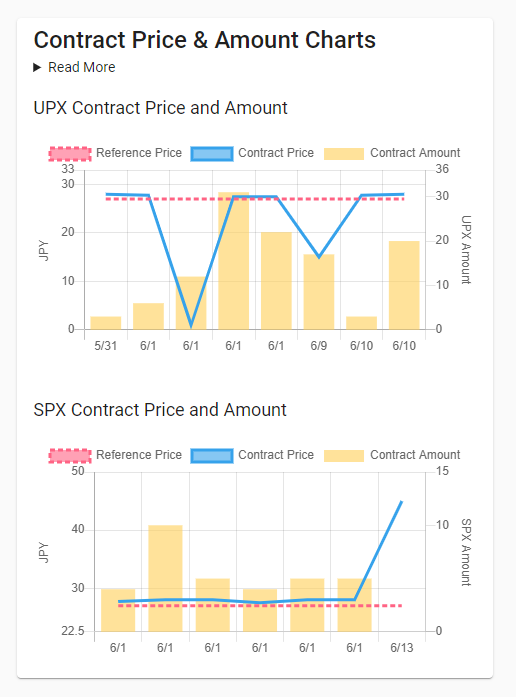 Contract Price & Amount Charts
Read More
UPX Contract Price and Amount
Reference Price Contract Price Contract Amount
33 36
30 30
20 20
10 10
0 0
JPY UPX Amount
5/31 6/1 6/1 6/1 6/1 6/9 6/10 6/10
SPX Contract Price and Amount
Reference Price Contract Price Contract Amount
50 15
40 10
30
22.5 0
JPY SPX Amount
6/1 6/1 6/1 6/1 6/1 6/1 6/13